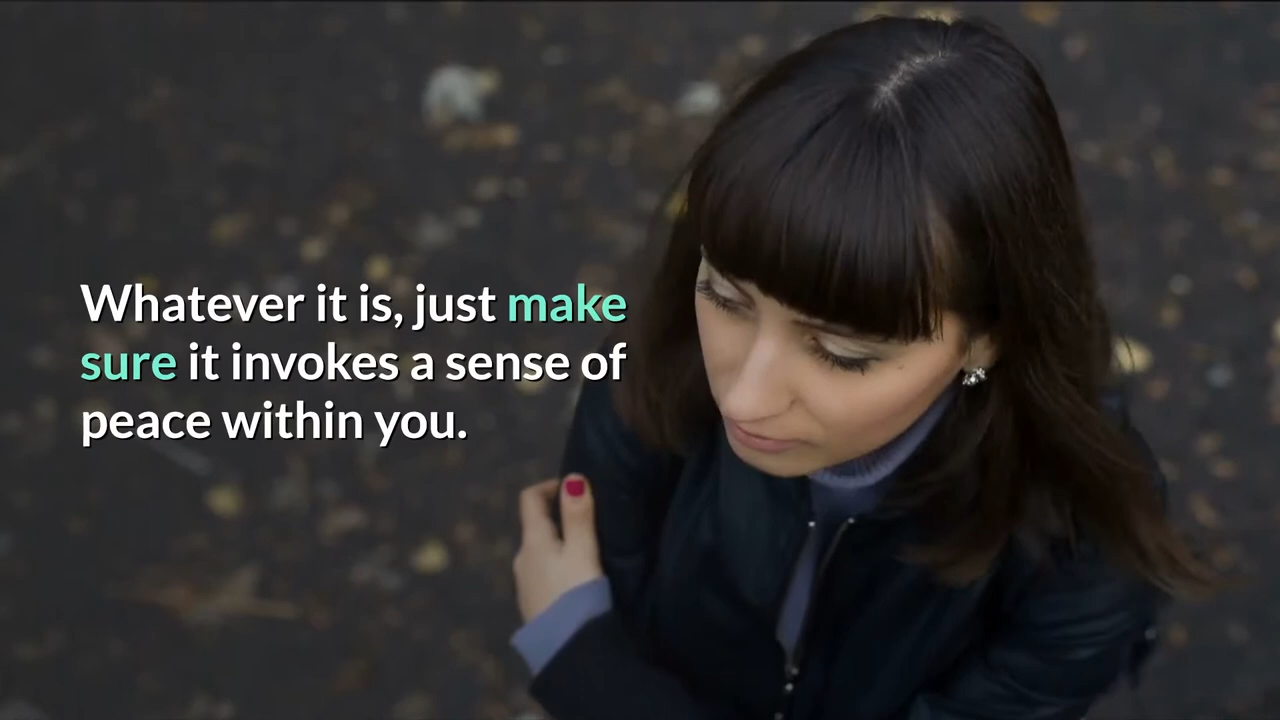 Whatever it is, just make
sure it invokes a sense of
peace within you.